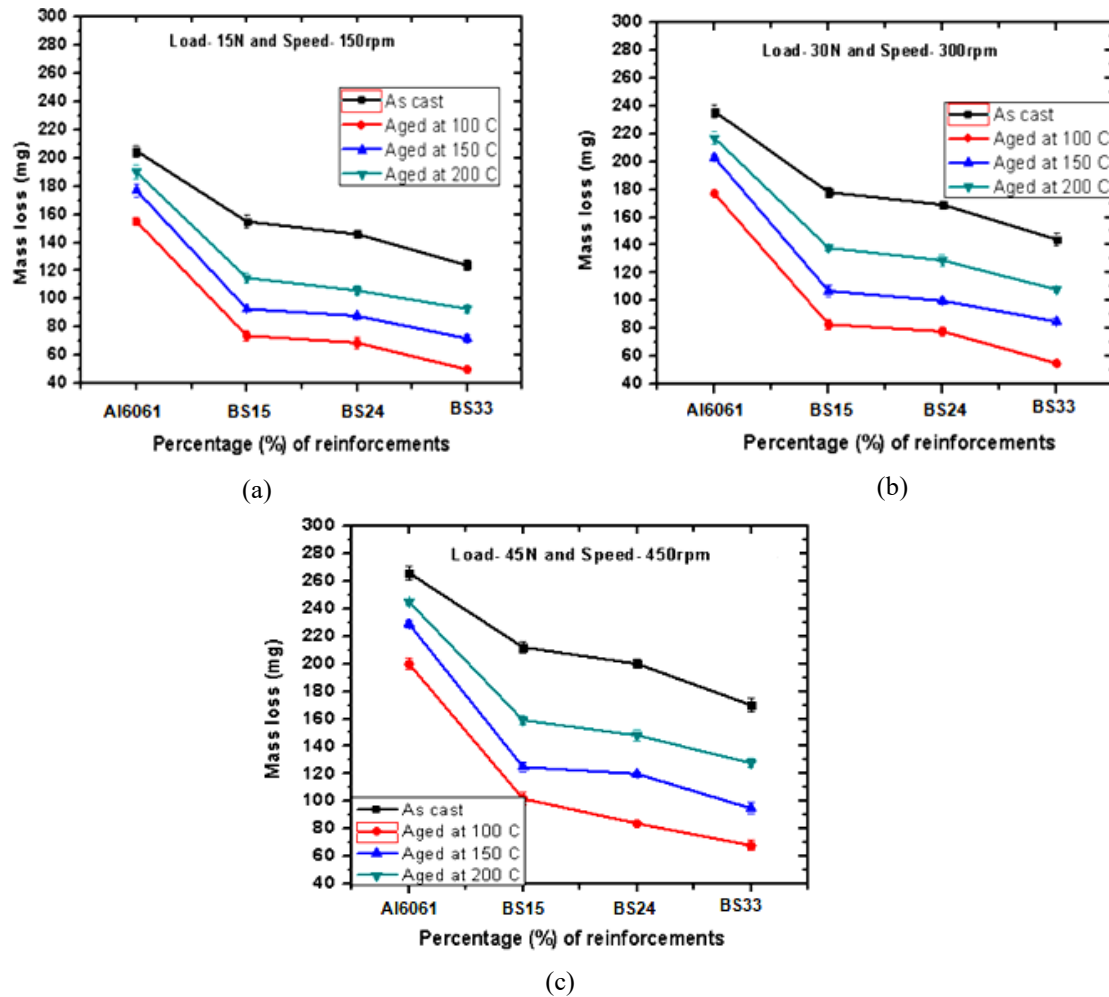 Load- 15N and Speed- 150rpm
As cast
Aged at 100 C
Aged at 150 C
Aged at 200 C
Mass loss (mg)
300
280
260
240
220
200
180
160
140
120
100
80
60
40
Al6061 BS15 BS24 BS33
Percentage (%) of reinforcements
(a)
Load- 30N and Speed- 300rpm
As cast
Aged at 100 C
Aged at 150 C
Aged at 200 C
Mass loss (mg)
300
280
260
240
220
200
180
160
140
120
100
80
60
40
Al6061 BS15 BS24 BS33
Percentage (%) of reinforcements
(b)
Load- 45N and Speed- 450rpm
Mass loss (mg)
300
280
260
240
220
200
180
160
140
120
100
80
60
40
As cast
Aged at 100 C
Aged at 150 C
Aged at 200 C
Al6061 BS15 BS24 BS33
Percentage (%) of reinforcements
(c)